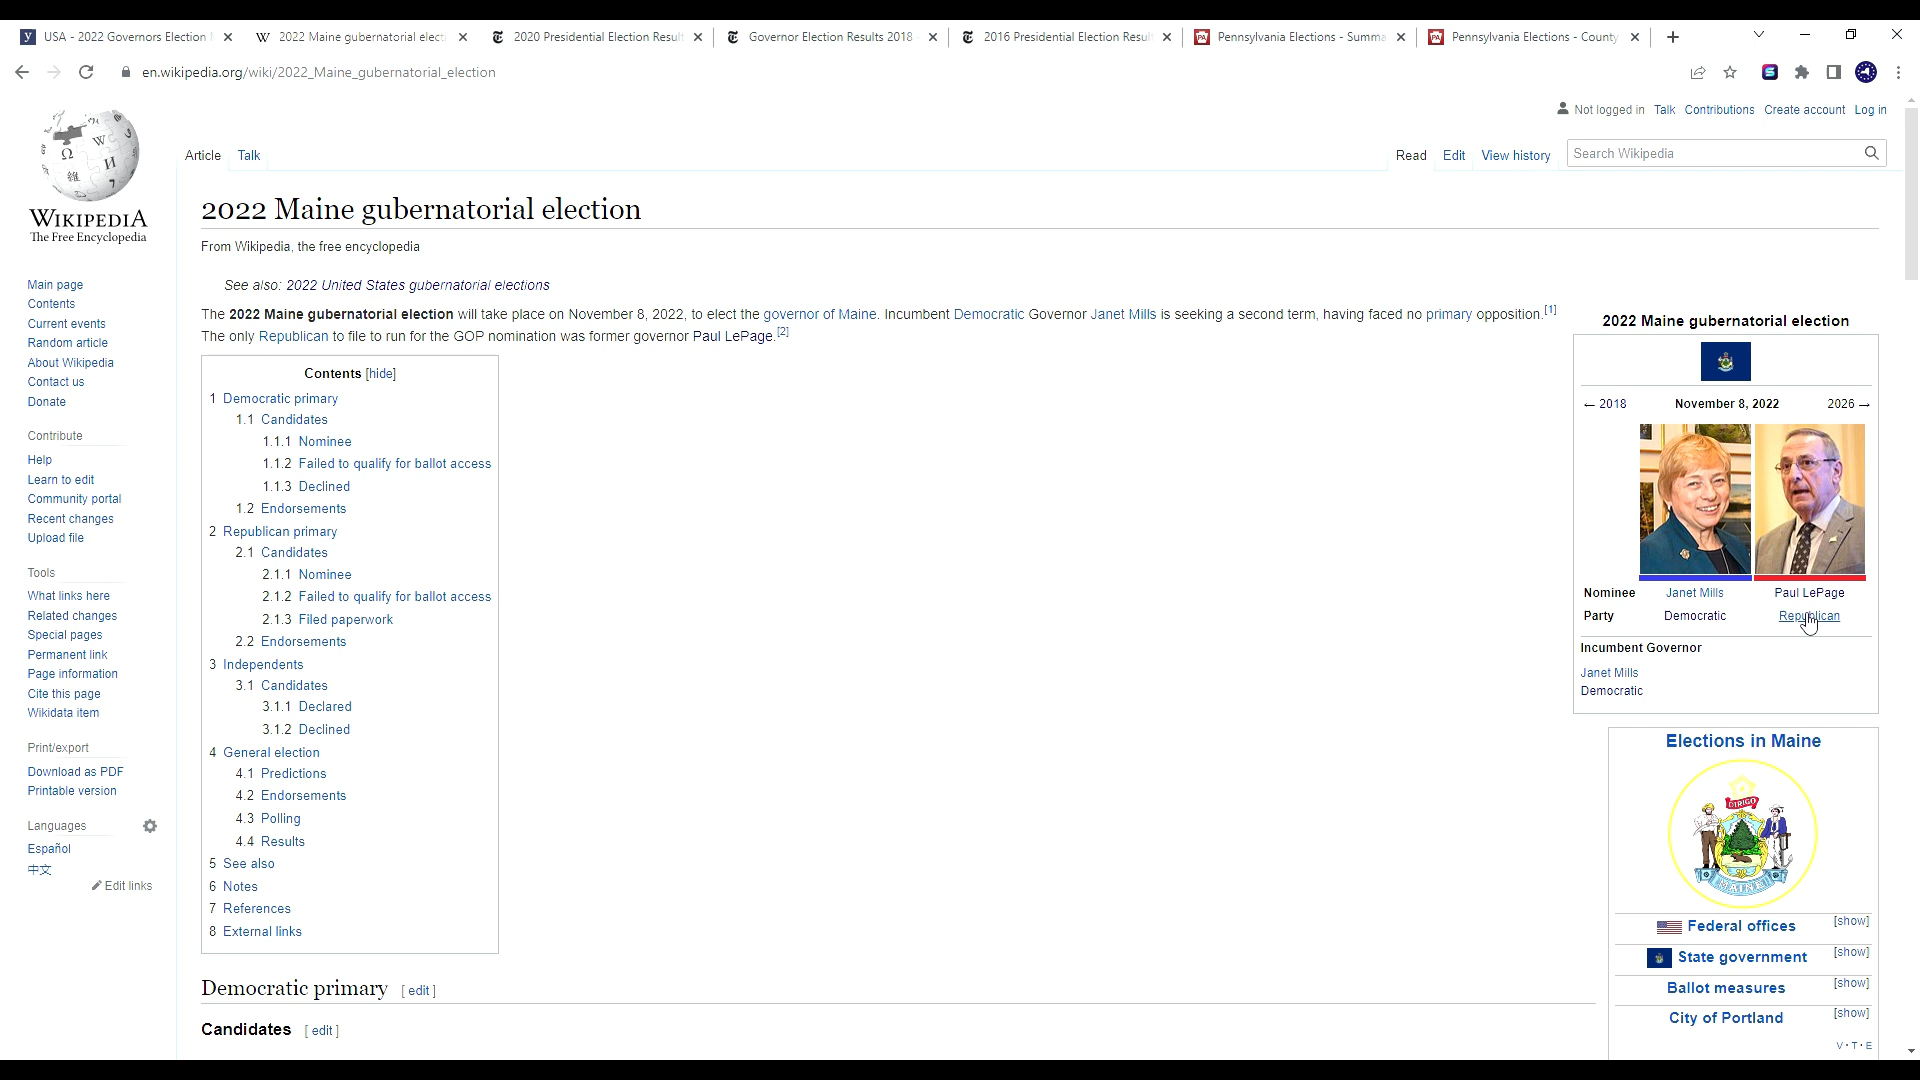 USA - 2022 Governors Election
2022 Maine gubernatorial elect
2020 Presidential Election Result
Governor Election Results 2018
2016 Presidential Election Result
Pennsylvania Elections - Summa
Pennsylvania Elections - County
en.wikipedia.org/wiki/2022_Maine_gubernatorial_election
Not logged in Talk Contributions Create account Log in
Article Talk
Read Edit View history Search Wikipedia
WIKIPEDIA
The Free Encyclopedia
Main page
Contents
Current events
Random article
About Wikipedia
Contact us
Donate
Contribute
Help
Learn to edit
Community portal
Recent changes
Upload file
Tools
What links here
Related changes
Special pages
Permanent link
Page information
Cite this page
Wikidata item
Print/export
Download as PDF
Printable version
Languages
Español
中文
Edit links
2022 Maine gubernatorial election
From Wikipedia, the free encyclopedia
See also: 2022 United States gubernatorial elections
The 2022 Maine gubernatorial election will take place on November 8, 2022, to elect the governor of Maine. Incumbent Democratic Governor Janet Mills is seeking a second term, having faced no primary opposition.[1]
The only Republican to file to run for the GOP nomination was former governor Paul LePage.[2]
Contents [hide]
1 Democratic primary
1.1 Candidates
1.1.1 Nominee
1.1.2 Failed to qualify for ballot access
1.1.3 Declined
1.2 Endorsements
2 Republican primary
2.1 Candidates
2.1.1 Nominee
2.1.2 Failed to qualify for ballot access
2.1.3 Filed paperwork
2.2 Endorsements
3 Independents
3.1 Candidates
3.1.1 Declared
3.1.2 Declined
4 General election
4.1 Predictions
4.2 Endorsements
4.3 Polling
4.4 Results
5 See also
6 Notes
7 References
8 External links
Democratic primary [ edit ]
Candidates [ edit ]
2022 Maine gubernatorial election
← 2018 November 8, 2022 2026 →
Nominee Janet Mills Paul LePage
Party Democratic Republican
Incumbent Governor
Janet Mills
Democratic
Elections in Maine
DIRIGO
MAINE
Federal offices [show]
State government [show]
Ballot measures [show]
City of Portland [show]
V · T · E